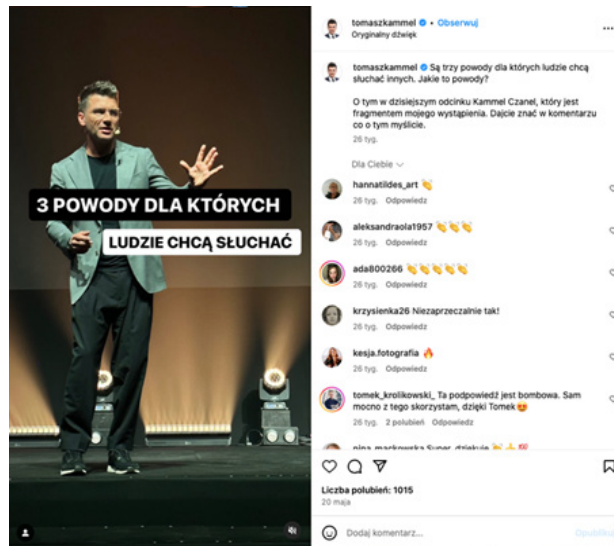 3 POWODY DLA KTÓRYCH
LUDZIE CHCĄ SŁUCHAĆ
tomaszkammel • Obserwuj
Oryginalny dźwięk
tomaszkammel Są trzy powody dla których ludzie chcą
słuchać innych. Jakie to powody?
O tym w dzisiejszym odcinku Kammel Czanel, który jest
fragmentem mojego wystąpienia. Dajcie znać w komentarzu
co o tym myślicie.
26 tyg.
Dla Ciebie
hannatildes_art 👏
26 tyg. Odpowiedz
aleksandraola1957 👏👏👏
26 tyg. Odpowiedz
ada800266 👏👏👏👏👏
26 tyg. Odpowiedz
krzysienka26 Niezaprzeczalnie tak!
26 tyg. Odpowiedz
kesja.fotografia 🔥
26 tyg. Odpowiedz
tomek_krolikowski_ Ta podpowiedź jest bombowa. Sam
mocno z tego skorzystam, dzięki Tomek 😍
26 tyg. 2 polubień Odpowiedz
nina_markowska Super, dziękuję
Liczba polubień: 1015
20 maja
Dodaj komentarz...
Opublikuj